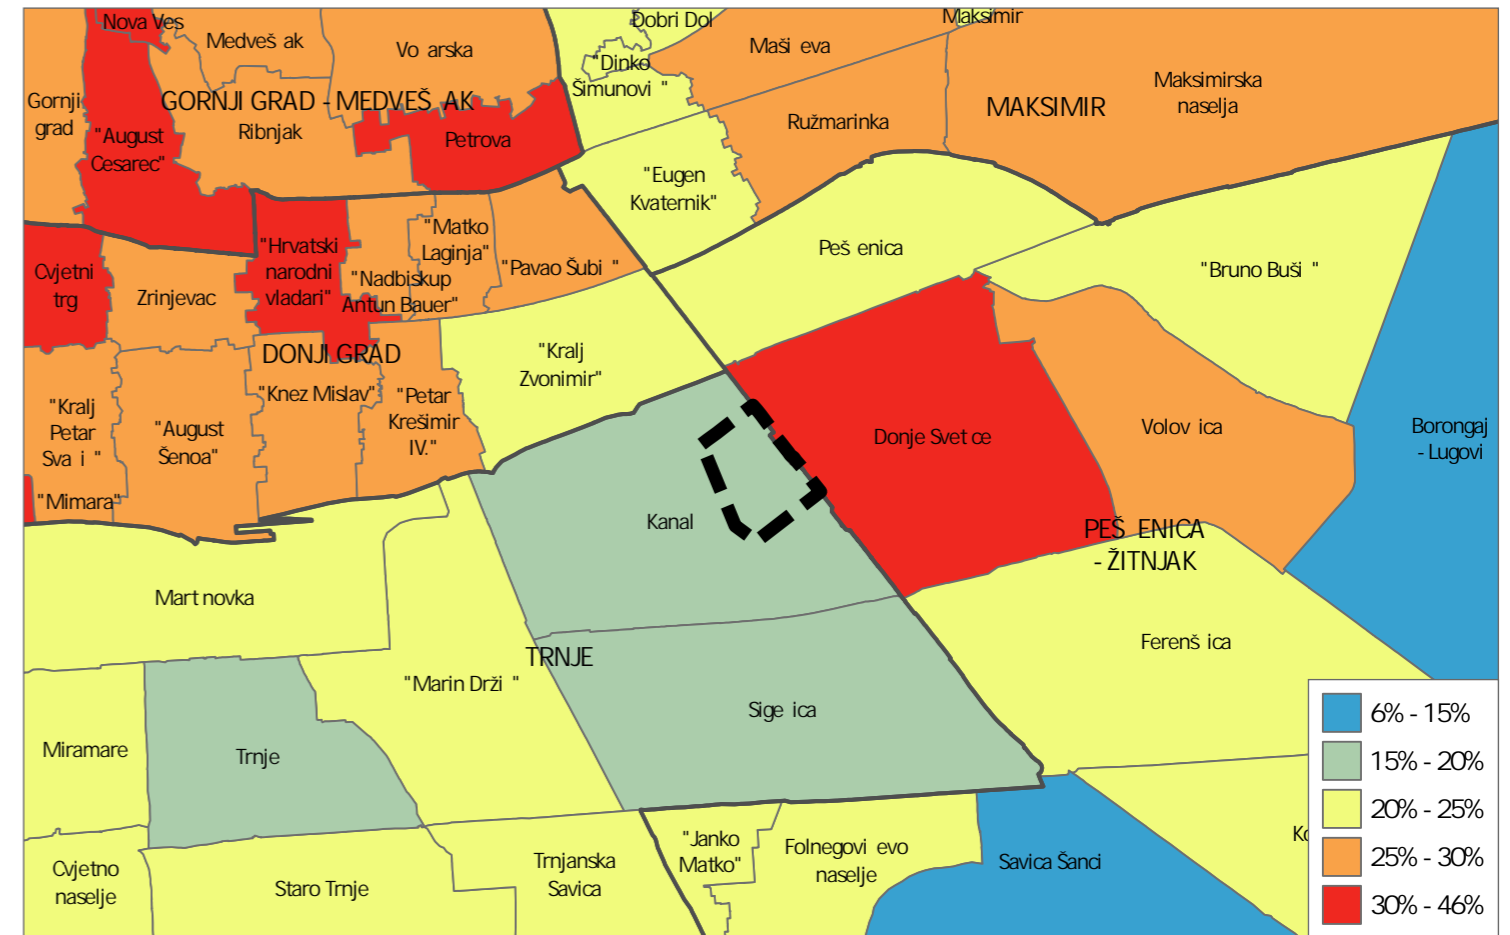 Nova Ves
Medveš ak
Vo arska
Dobri Dol
Maksimir
Maši eva
"Dinko
Šimunovi "
Maksimirska
naselja
Gornji
grad
GORNJI GRAD - MEDVEŠ AK
MAKSIMIR
Ribnjak
"August
Cesarec"
Petrova
Ružmarinka
"Eugen
Kvaternik"
"Matko
Laginja"
"Hrvatski
narodni
vladari"
Peš enica
Cvjetni
trg
Zrinjevac
"Nadbiskup
Antun Bauer"
"Pavao Šubi "
"Bruno Buši "
DONJI GRAD
"Kralj
Zvonimir"
"Knez Mislav"
"Petar
Krešimir
IV."
"Kralj
Petar
Sva i "
"August
Šenoa"
Donje Svet ce
Volov ica
Borongaj
- Lugovi
"Mimara"
Kanal
PEŠ ENICA
- ŽITNJAK
Mart novka
Ferenš ica
TRNJE
"Marin Drži "
Sige ica
Miramare
Trnje
6% - 15%
15% - 20%
20% - 25%
25% - 30%
30% - 46%
"Janko
Matko"
Folnegovi evo
naselje
Savica Šanci
Cvjetno
naselje
Staro Trnje
Trnjanska
Savica